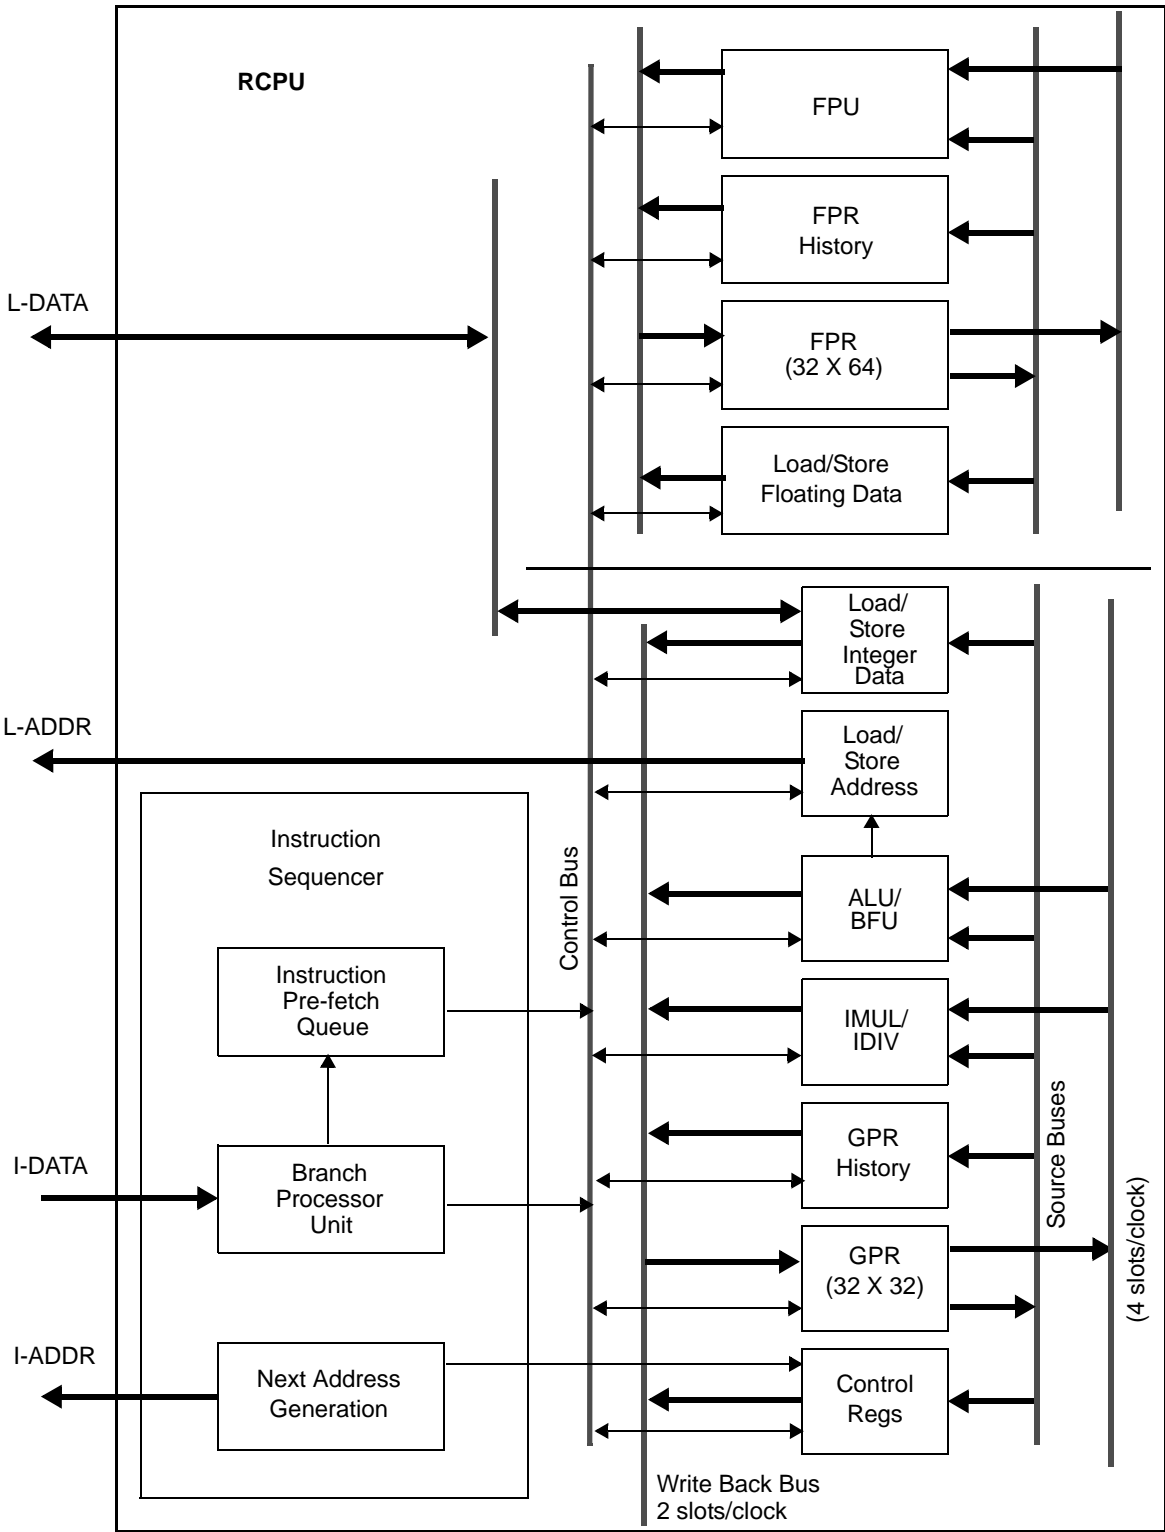 RCPU
FPU
FPR
History
L-DATA
FPR
(32 X 64)
Load/Store
Floating Data
Load/
Store
Integer
Data
L-ADDR
Load/
Store
Address
Instruction
Sequencer
Control Bus
ALU/
BFU
Instruction
Pre-fetch
Queue
IMUL/
IDIV
Source Buses
(4 slots/clock)
GPR
History
I-DATA
Branch
Processor
Unit
GPR
(32 X 32)
I-ADDR
Next Address
Generation
Control
Regs
Write Back Bus
2 slots/clock